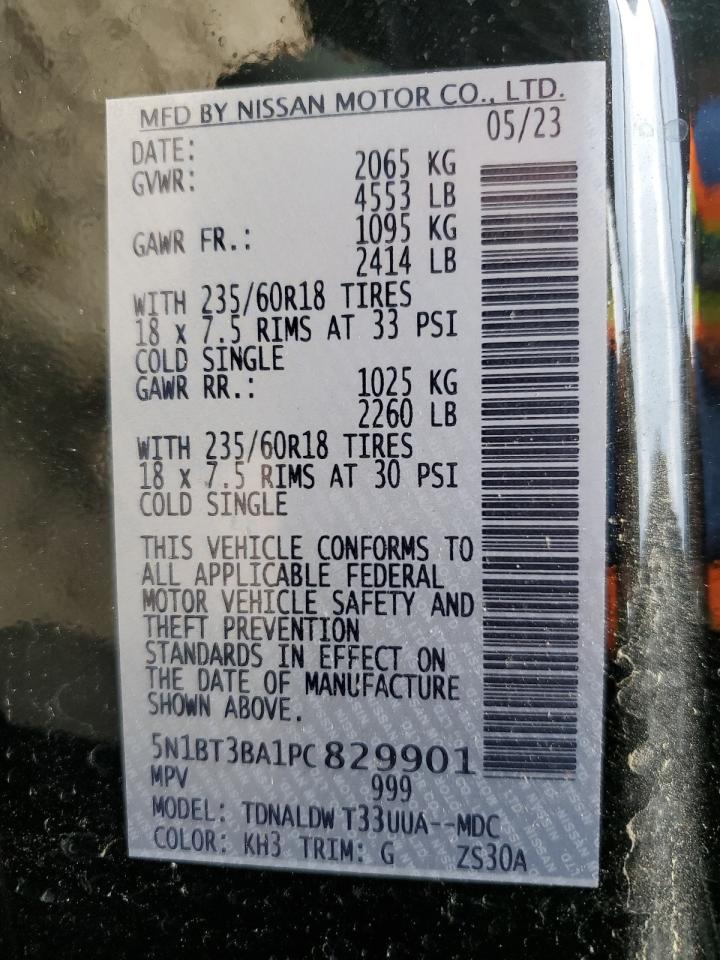 MFD BY NISSAN MOTOR CO., LTD.
DATE: 05/23
GVWR: 2065 KG
4553 LB
GAWR FR.: 1095 KG
2414 LB
WITH 235/60R18 TIRES
18 x 7.5 RIMS AT 33 PSI
COLD SINGLE
GAWR RR.: 1025 KG
2260 LB
WITH 235/60R18 TIRES
18 x 7.5 RIMS AT 30 PSI
COLD SINGLE
THIS VEHICLE CONFORMS TO
ALL APPLICABLE FEDERAL
MOTOR VEHICLE SAFETY AND
THEFT PREVENTION
STANDARDS IN EFFECT ON
THE DATE OF MANUFACTURE
SHOWN ABOVE.
5N1BT3BA1PC829901
MPV 999
MODEL: TDNALDW T33UUA--MDC
COLOR: KH3 TRIM: G ZS30A